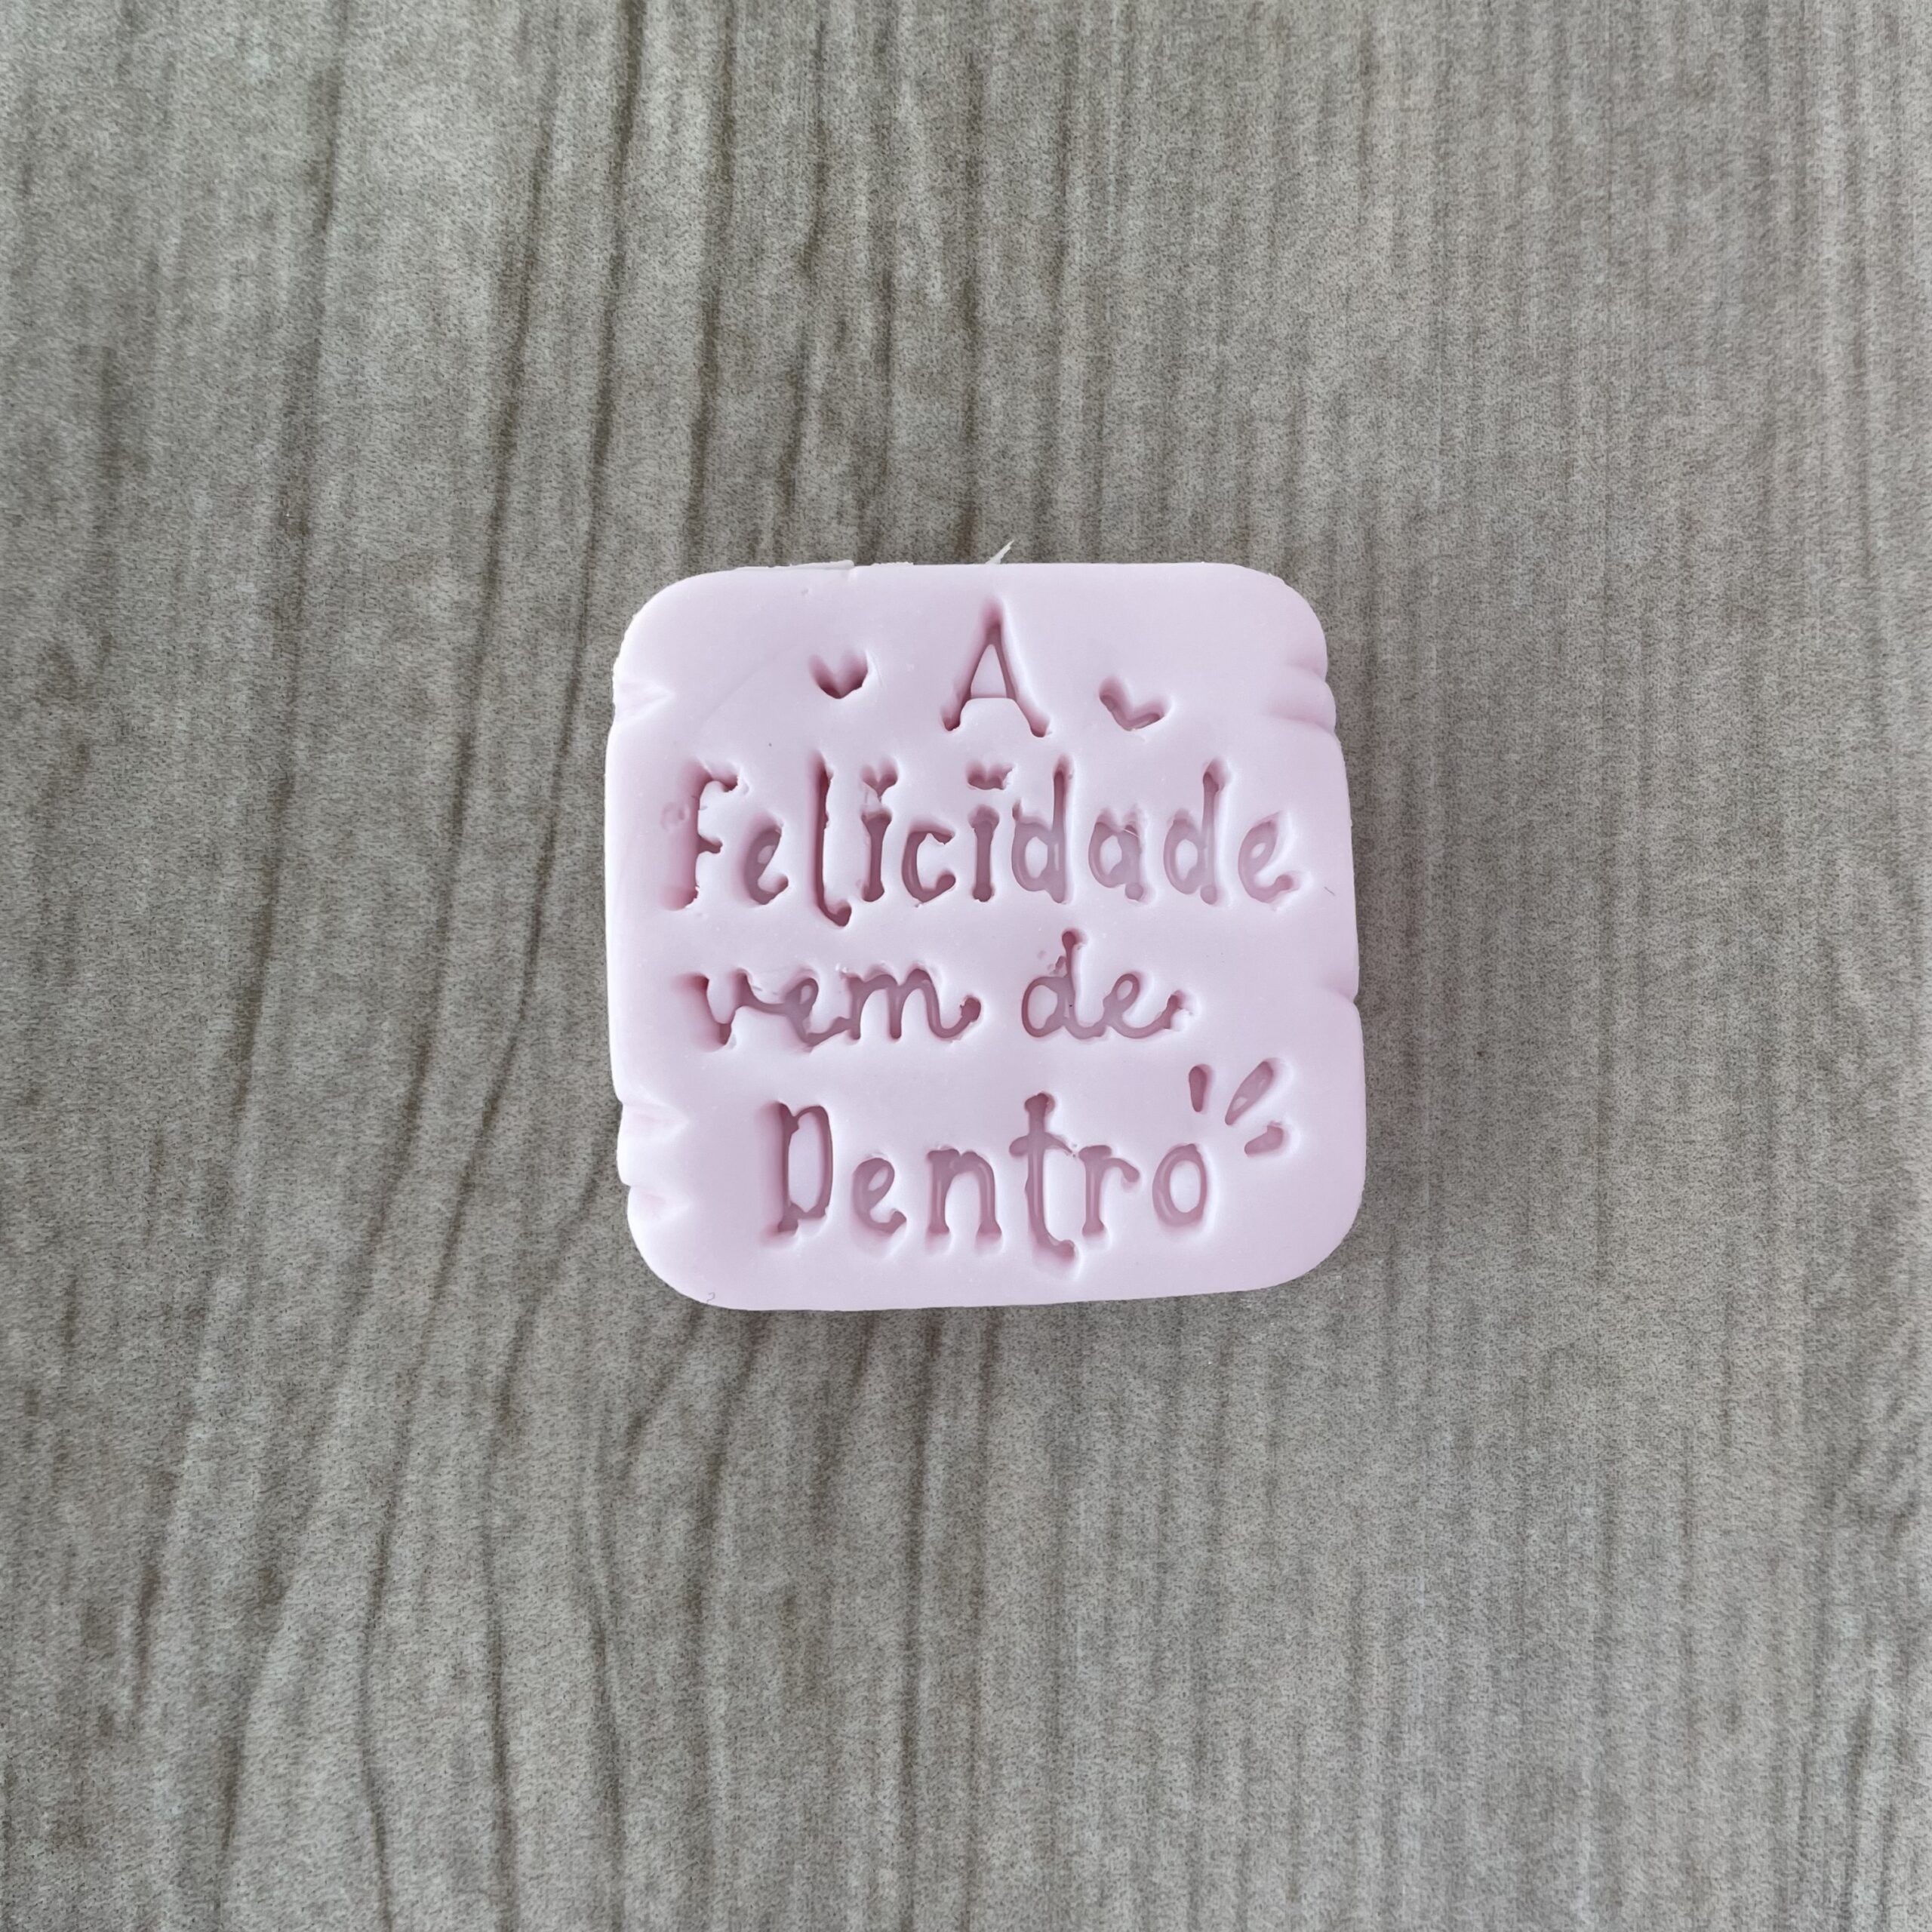 A
Felicidade
vem de
Dentro